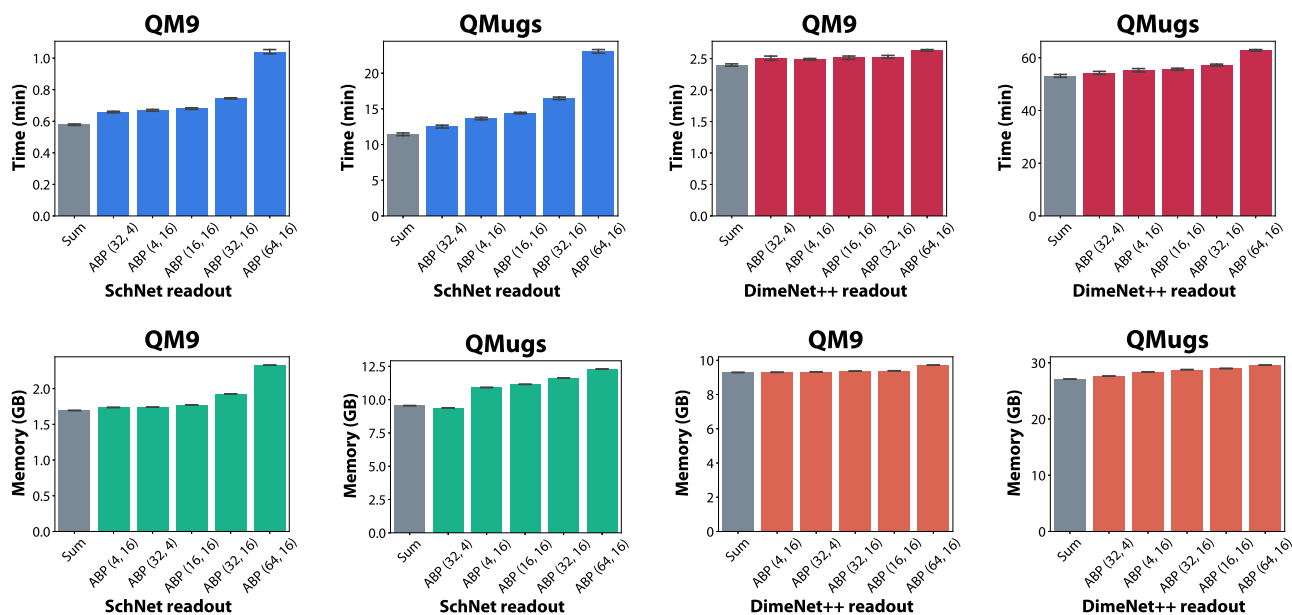 QM9
Time (min)
1.0
0.8
0.6
0.4
0.2
0.0
Sum
ABP (32, 4)
ABP (4, 16)
ABP (16, 16)
ABP (32, 16)
ABP (64, 16)
SchNet readout
QMugs
Time (min)
20
15
10
5
0
Sum
ABP (32, 4)
ABP (4, 16)
ABP (16, 16)
ABP (32, 16)
ABP (64, 16)
SchNet readout
QM9
Time (min)
2.5
2.0
1.5
1.0
0.5
0.0
Sum
ABP (32, 4)
ABP (4, 16)
ABP (16, 16)
ABP (32, 16)
ABP (64, 16)
DimeNet++ readout
QMugs
Time (min)
60
40
20
0
Sum
ABP (32, 4)
ABP (4, 16)
ABP (16, 16)
ABP (32, 16)
ABP (64, 16)
DimeNet++ readout
QM9
Memory (GB)
2.0
1.5
1.0
0.5
0.0
Sum
ABP (4, 16)
ABP (32, 4)
ABP (16, 16)
ABP (32, 16)
ABP (64, 16)
SchNet readout
QMugs
Memory (GB)
12.5
10.0
7.5
5.0
2.5
0.0
Sum
ABP (32, 4)
ABP (4, 16)
ABP (16, 16)
ABP (32, 16)
ABP (64, 16)
SchNet readout
QM9
Memory (GB)
10
8
6
4
2
0
Sum
ABP (4, 16)
ABP (32, 4)
ABP (32, 16)
ABP (16, 16)
ABP (64, 16)
DimeNet++ readout
QMugs
Memory (GB)
30
20
10
0
Sum
ABP (32, 4)
ABP (4, 16)
ABP (32, 16)
ABP (16, 16)
ABP (64, 16)
DimeNet++ readout